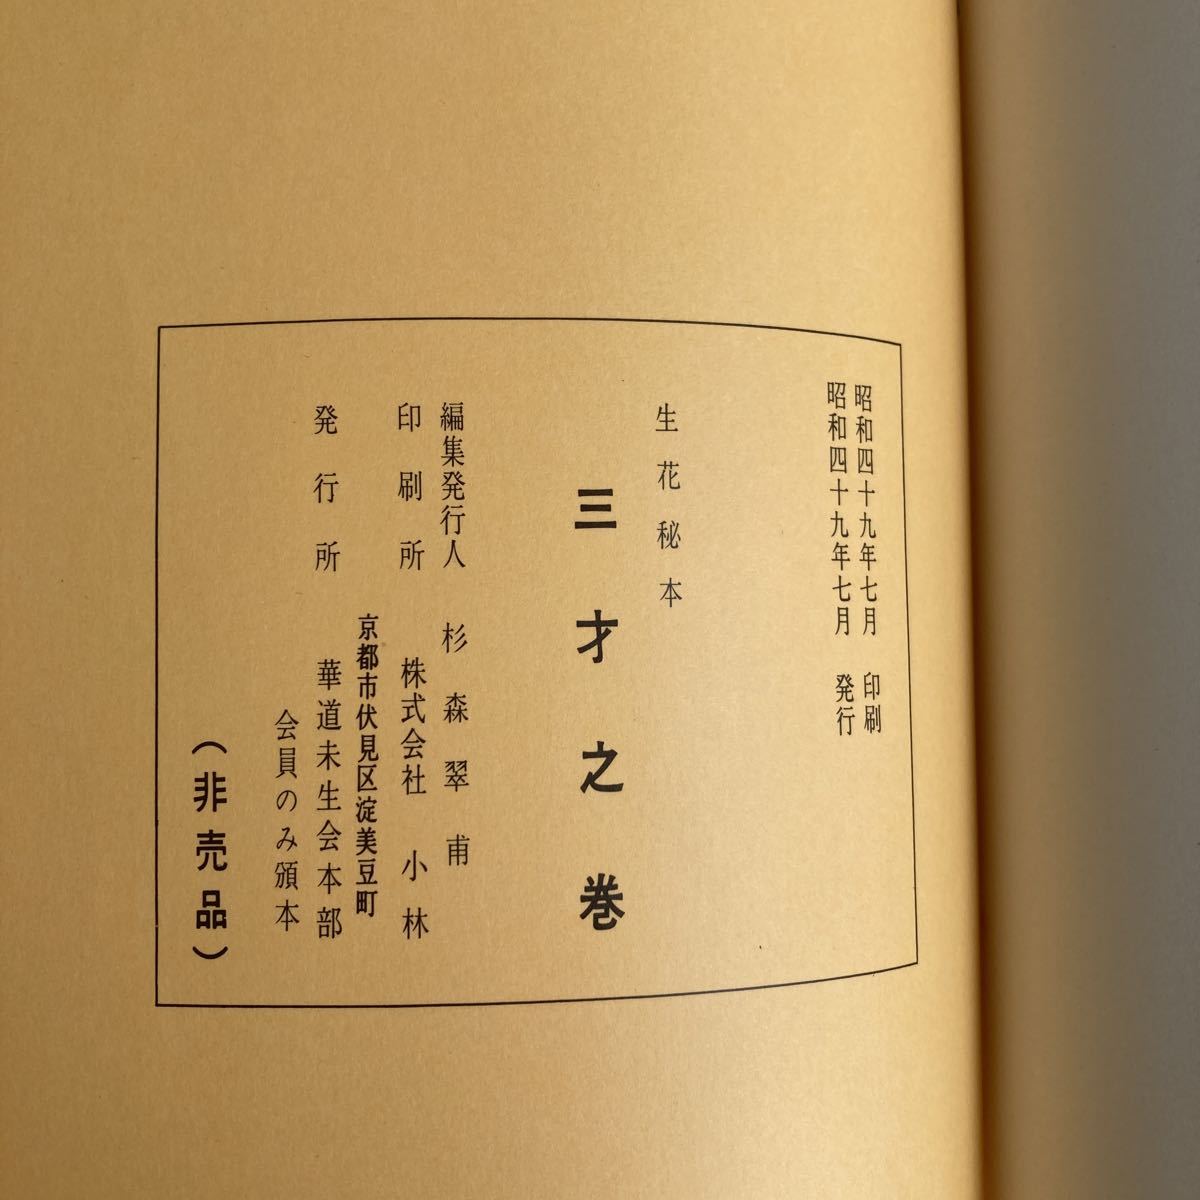 昭和四十九年七月 印刷
昭和四十九年七月 発行
生花秘本
三才之巻
編集発行人 杉森翠甫
印刷所 株式会社 小林
京都市伏見区淀美豆町
発行所 華道未生会本部
会員のみ頒本
（非売品）